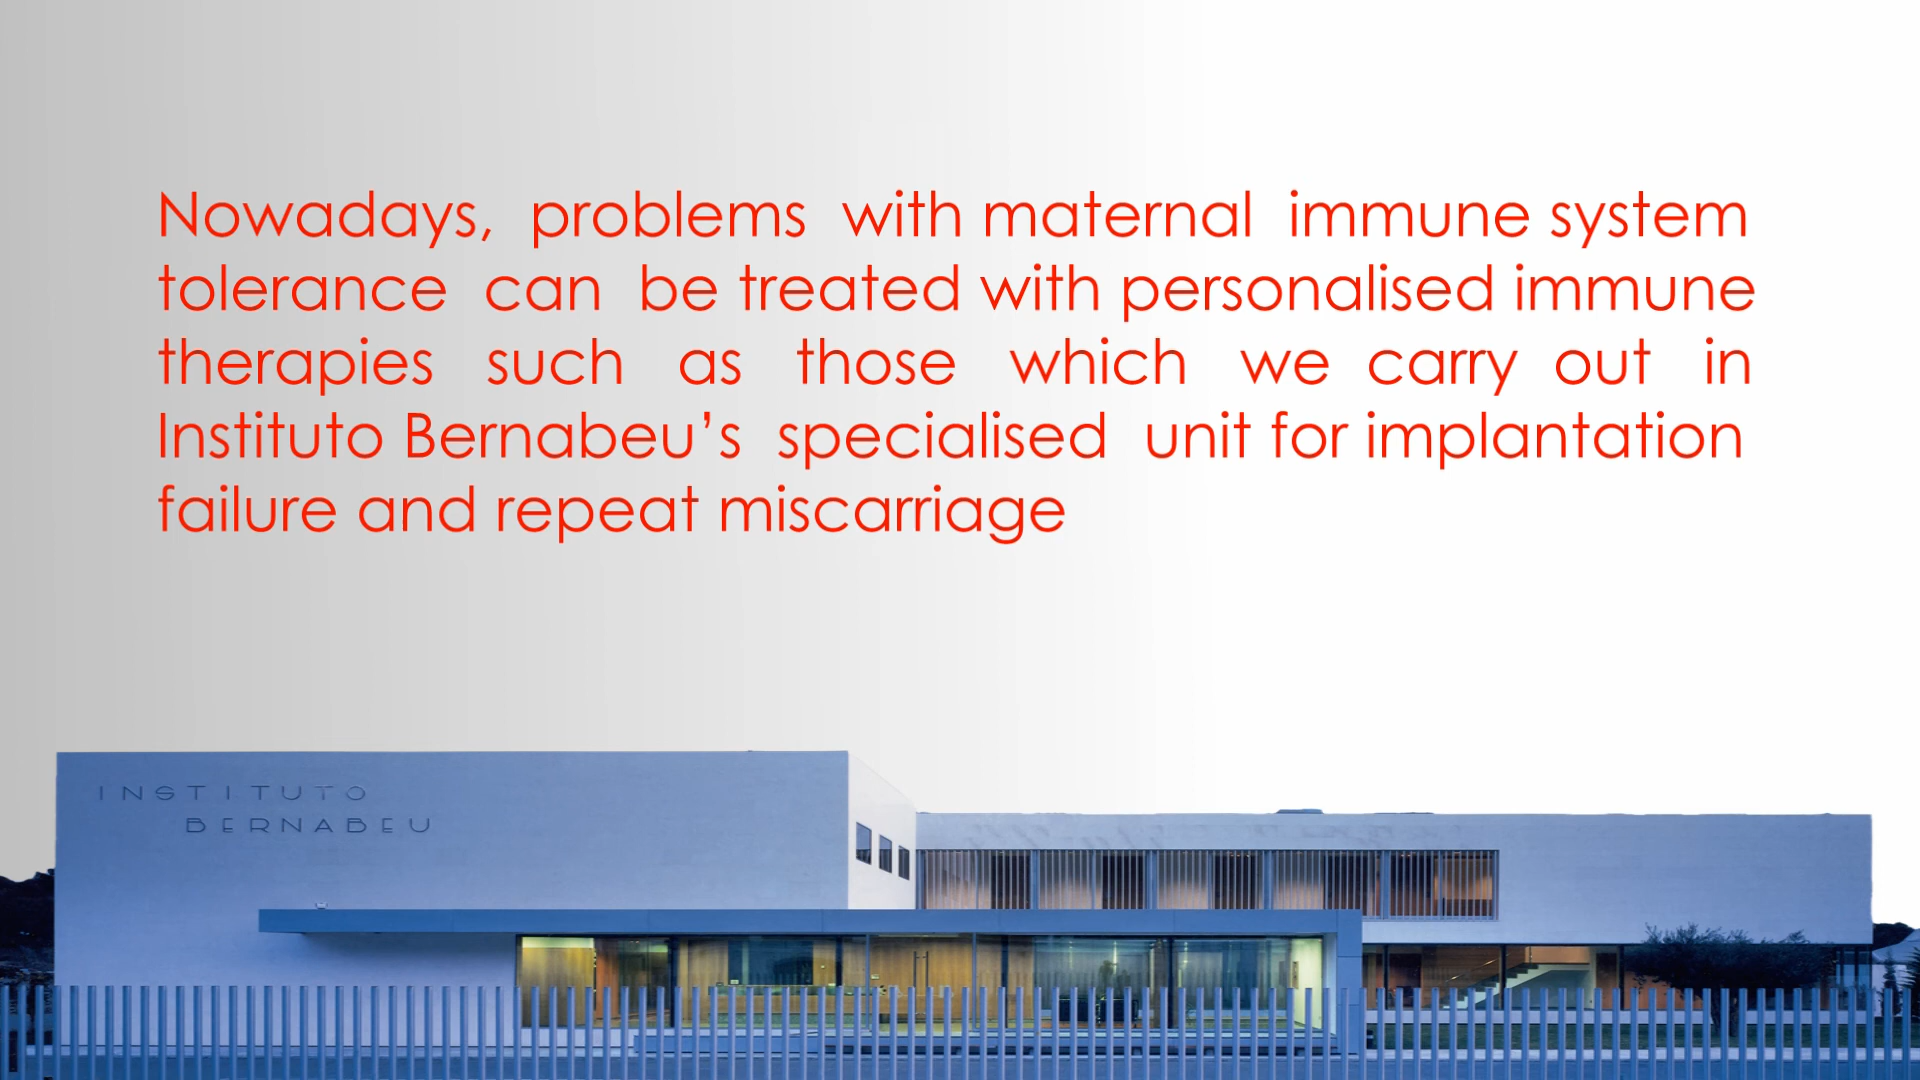 Nowadays, problems with maternal immune system
tolerance can be treated with personalised immune
therapies such as those which we carry out in
Instituto Bernabeu’s specialised unit for implantation
failure and repeat miscarriage
INSTITUTO
BERNABEU